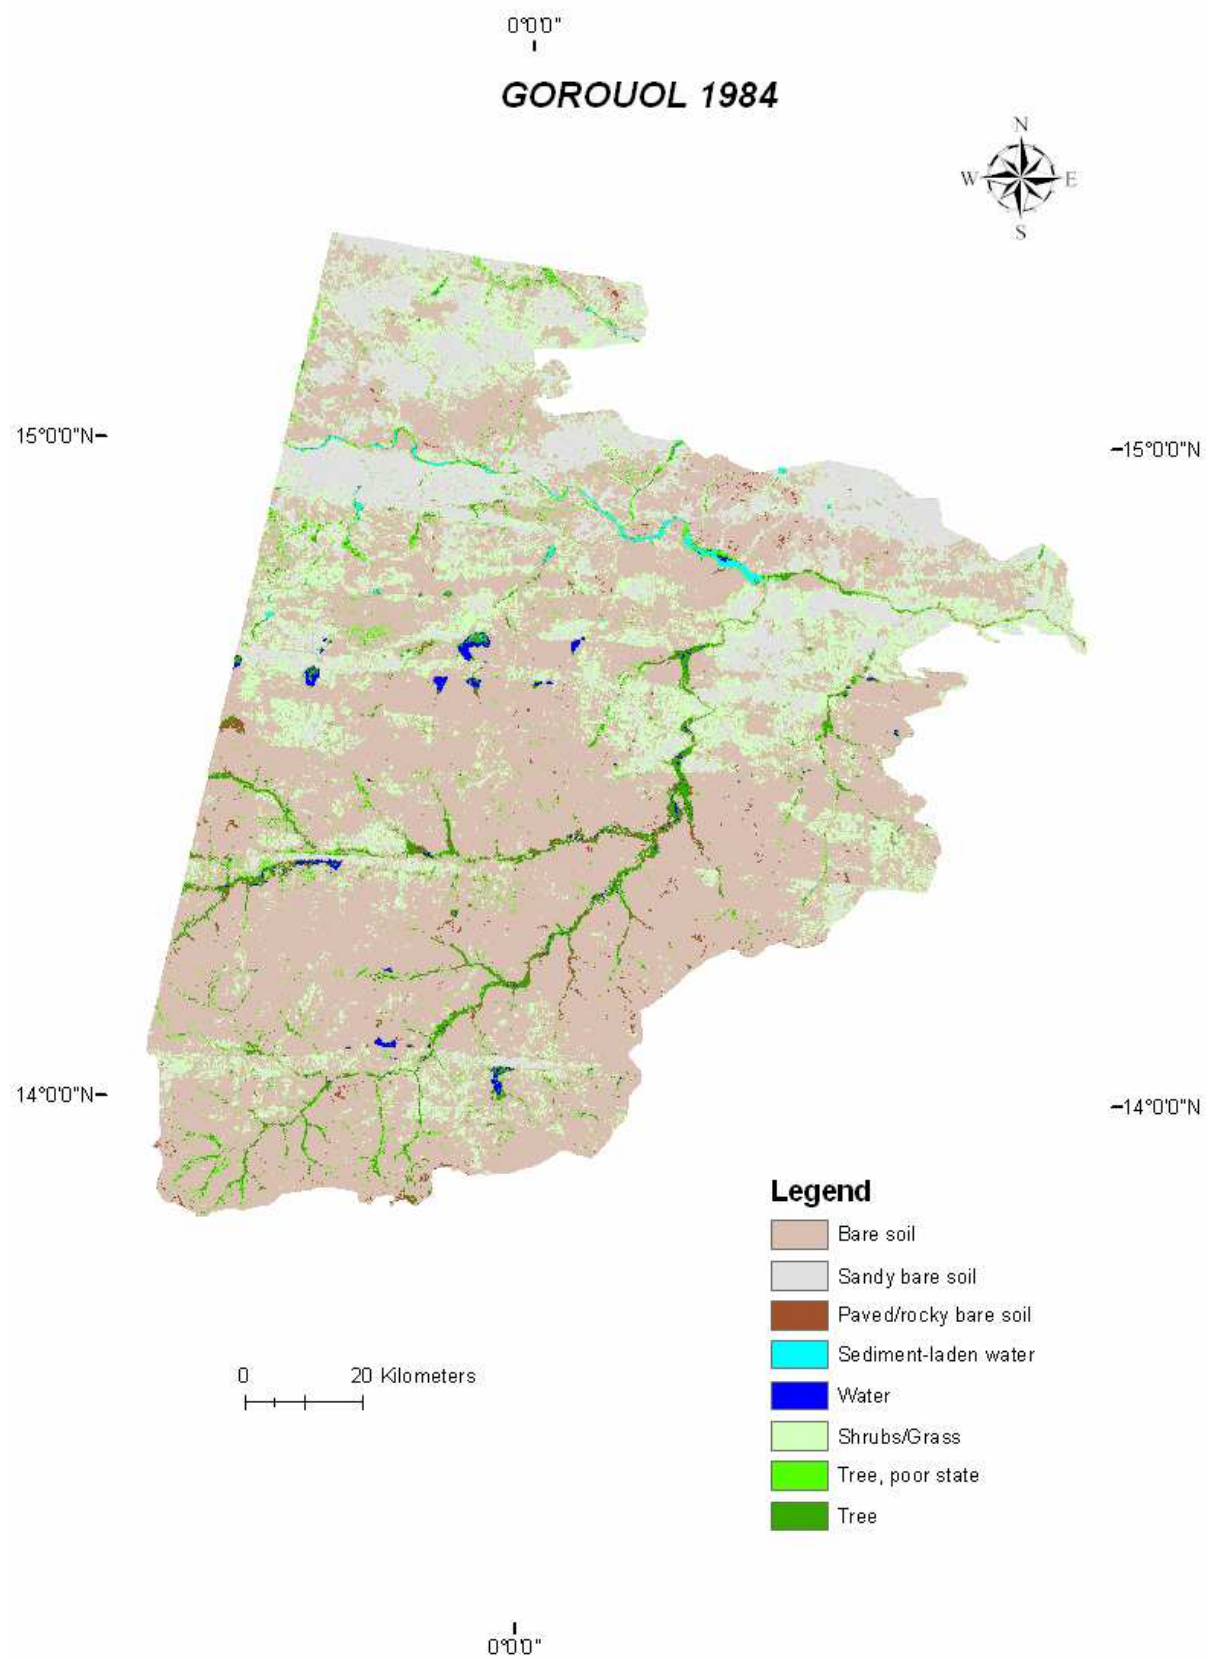 0°0'0"
GOROUOL 1984
N
W E
S
15°0'0"N
15°0'0"N
14°0'0"N
14°0'0"N
Legend
Bare soil
Sandy bare soil
Paved/rocky bare soil
Sediment-laden water
Water
Shrubs/Grass
Tree, poor state
Tree
0 20 Kilometers
0°0'0"